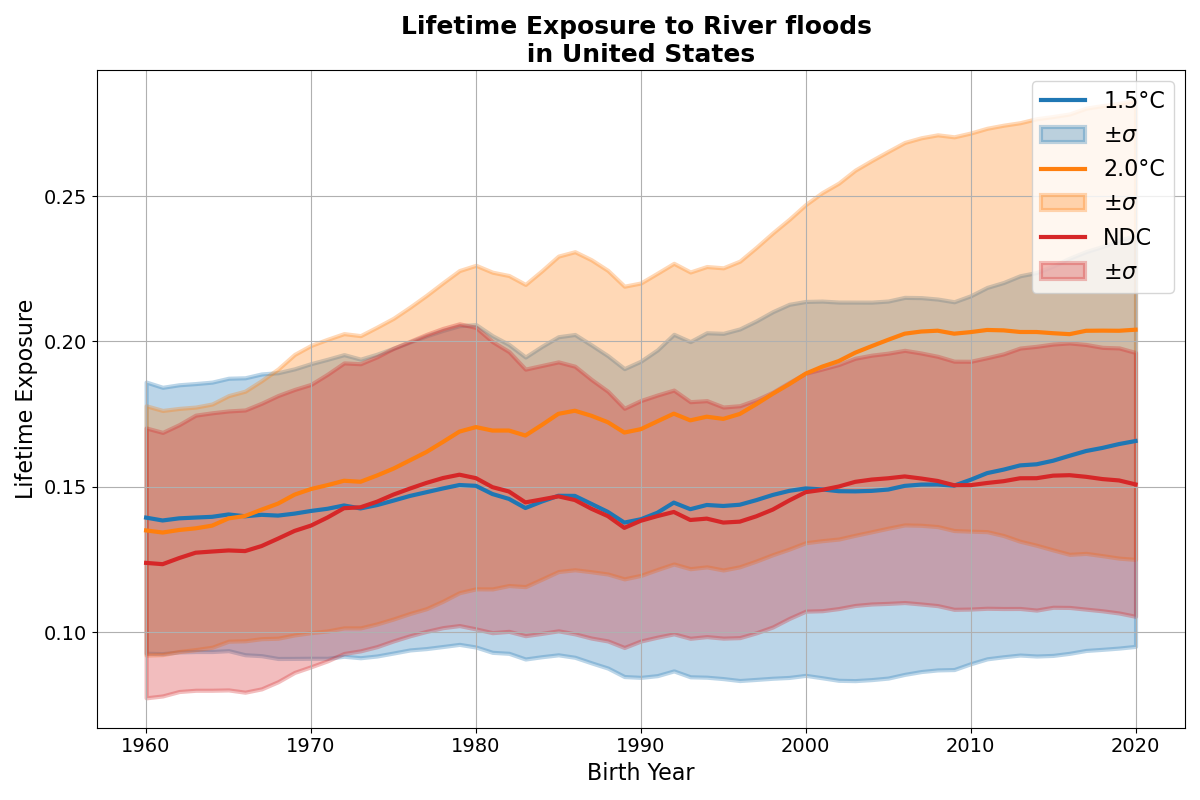 Lifetime Exposure to River floods
in United States
Lifetime Exposure
0.25
0.20
0.15
0.10
1960
1970
1980
1990
2000
2010
2020
Birth Year
1.5°C
±σ
2.0°C
±σ
NDC
±σ